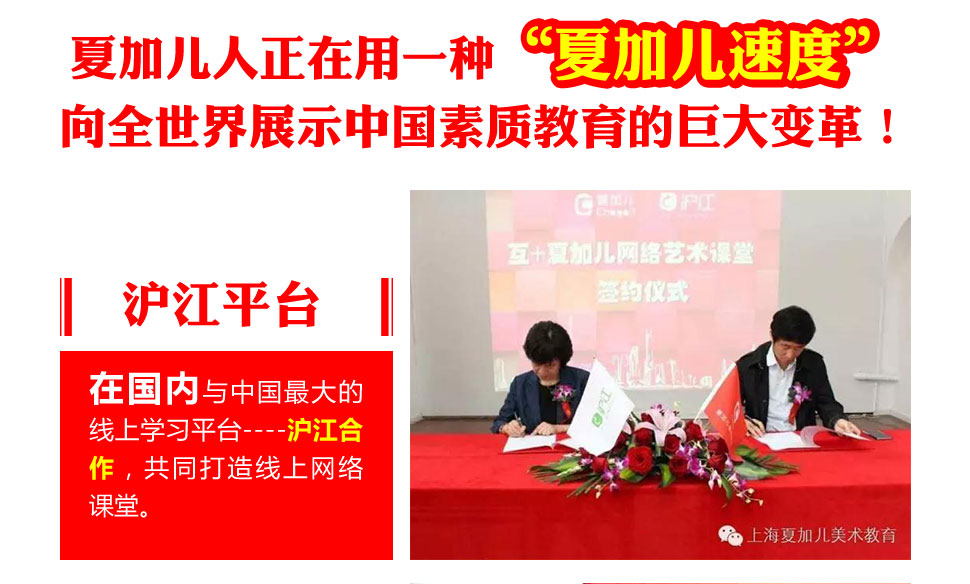 夏加儿人正在用一种“夏加儿速度”
向全世界展示中国素质教育的巨大变革！
沪江平台
在国内与中国最大的
线上学习平台----沪江合
作，共同打造线上网络
课堂。
夏加儿
沪江
互+夏加儿网络艺术课堂
签约仪式
沪江
上海夏加儿美术教育